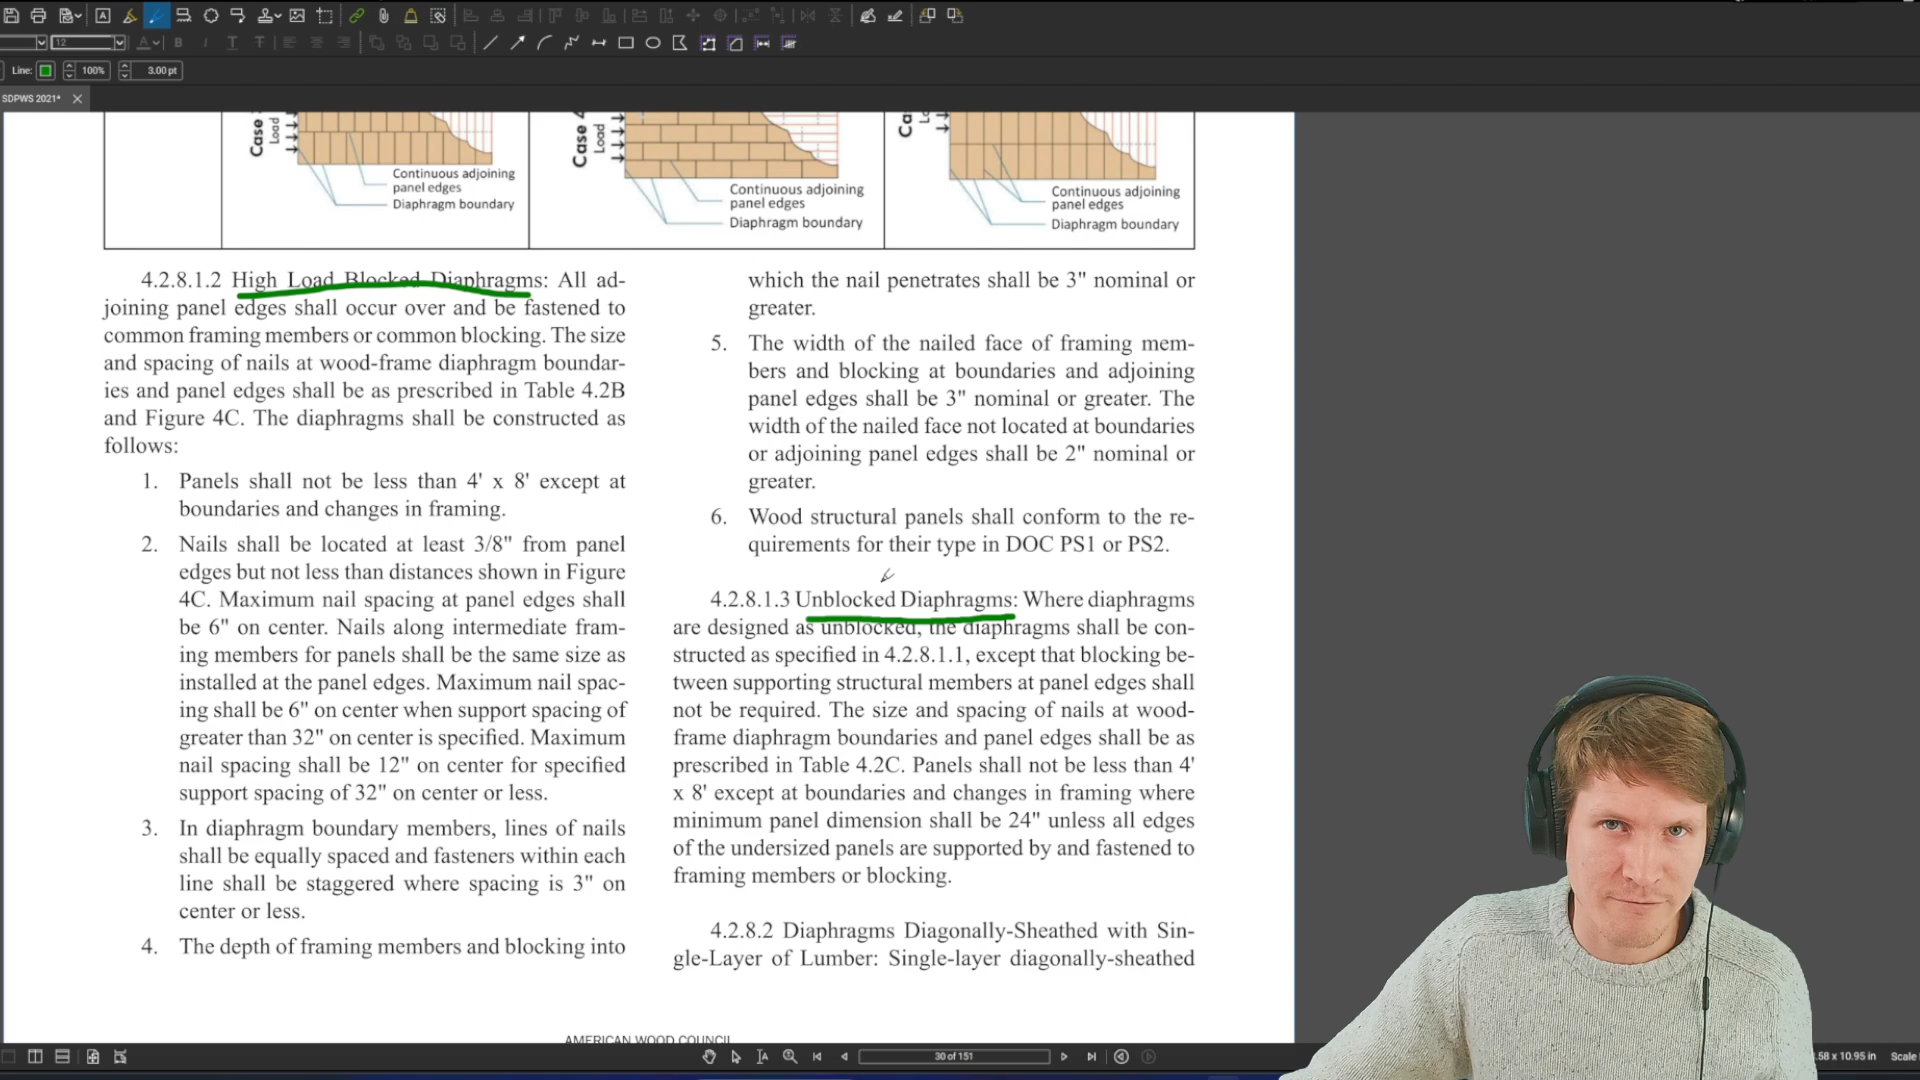 12
Line:
100%
3.00 pt
SDPWS 2021*
Case
Load
Case
Load
Continuous adjoining
panel edges
Diaphragm boundary
Continuous adjoining
panel edges
Diaphragm boundary
Continuous adjoining
panel edges
Diaphragm boundary
4.2.8.1.2 High Load Blocked Diaphragms: All ad-
joining panel edges shall occur over and be fastened to
common framing members or common blocking. The size
and spacing of nails at wood-frame diaphragm boundar-
ies and panel edges shall be as prescribed in Table 4.2B
and Figure 4C. The diaphragms shall be constructed as
follows:
1. Panels shall not be less than 4' x 8' except at
boundaries and changes in framing.
2. Nails shall be located at least 3/8" from panel
edges but not less than distances shown in Figure
4C. Maximum nail spacing at panel edges shall
be 6" on center. Nails along intermediate fram-
ing members for panels shall be the same size as
installed at the panel edges. Maximum nail spac-
ing shall be 6" on center when support spacing of
greater than 32" on center is specified. Maximum
nail spacing shall be 12" on center for specified
support spacing of 32" on center or less.
3. In diaphragm boundary members, lines of nails
shall be equally spaced and fasteners within each
line shall be staggered where spacing is 3" on
center or less.
4. The depth of framing members and blocking into
which the nail penetrates shall be 3" nominal or
greater.
5. The width of the nailed face of framing mem-
bers and blocking at boundaries and adjoining
panel edges shall be 3" nominal or greater. The
width of the nailed face not located at boundaries
or adjoining panel edges shall be 2" nominal or
greater.
6. Wood structural panels shall conform to the re-
quirements for their type in DOC PS1 or PS2.
4.2.8.1.3 Unblocked Diaphragms: Where diaphragms
are designed as unblocked, the diaphragms shall be con-
structed as specified in 4.2.8.1.1, except that blocking be-
tween supporting structural members at panel edges shall
not be required. The size and spacing of nails at wood-
frame diaphragm boundaries and panel edges shall be as
prescribed in Table 4.2C. Panels shall not be less than 4'
x 8' except at boundaries and changes in framing where
minimum panel dimension shall be 24" unless all edges
of the undersized panels are supported by and fastened to
framing members or blocking.
4.2.8.2 Diaphragms Diagonally-Sheathed with Sin-
gle-Layer of Lumber: Single-layer diagonally-sheathed
AMERICAN WOOD COUNCIL
30 of 151
.58 x 10.95 in
Scale